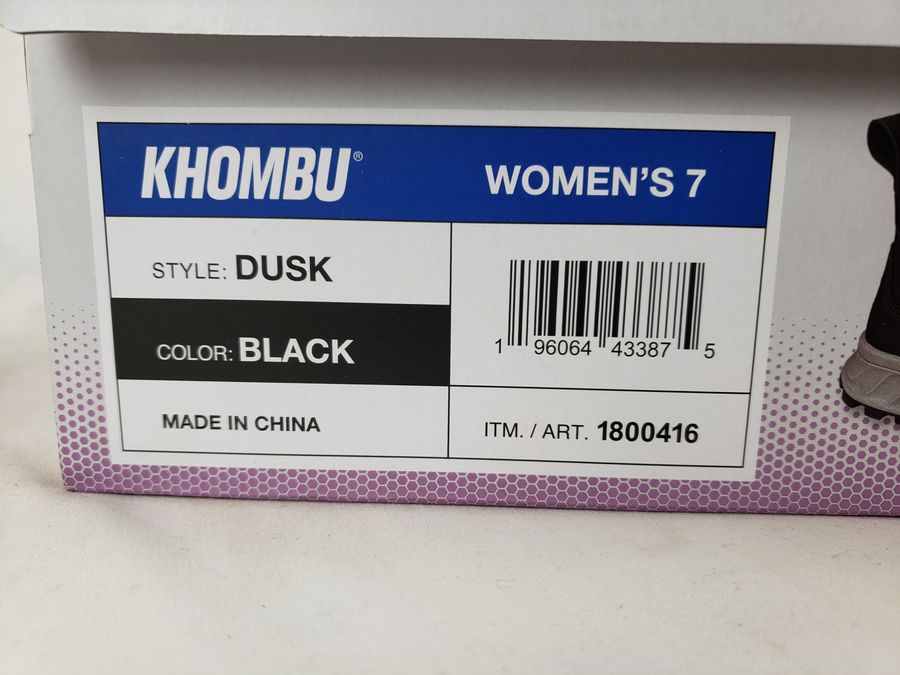 KHOMBU®
WOMEN'S 7
STYLE: DUSK
COLOR: BLACK
MADE IN CHINA
1 96064 43387 5
ITM. / ART. 1800416